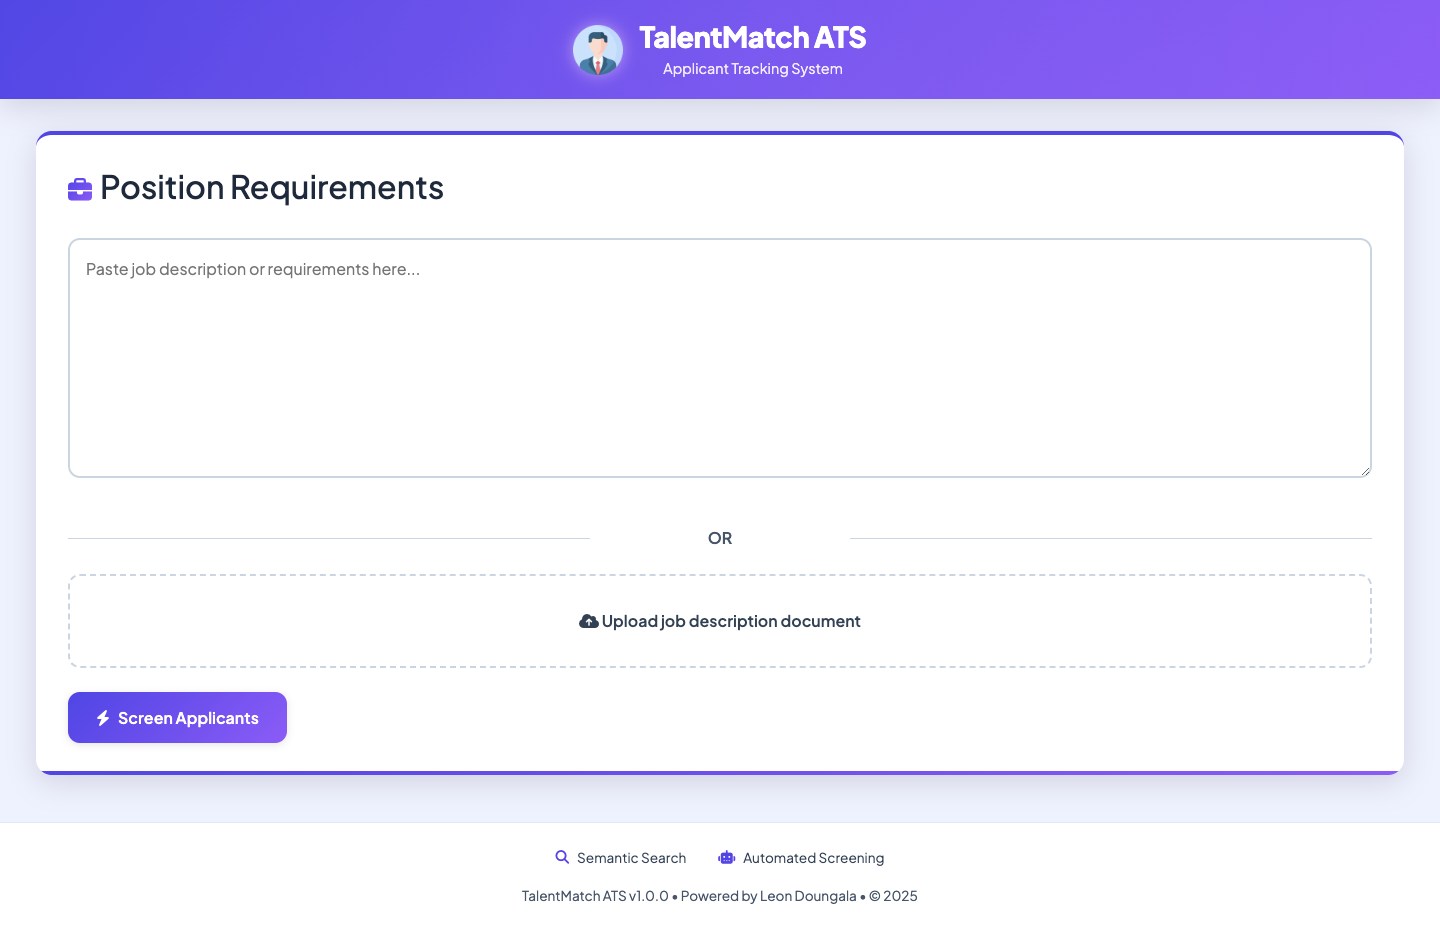 TalentMatch ATS
Applicant Tracking System
Position Requirements
Paste job description or requirements here...
OR
Upload job description document
Screen Applicants
Semantic Search
Automated Screening
TalentMatch ATS v1.0.0 • Powered by Leon Doungala • © 2025